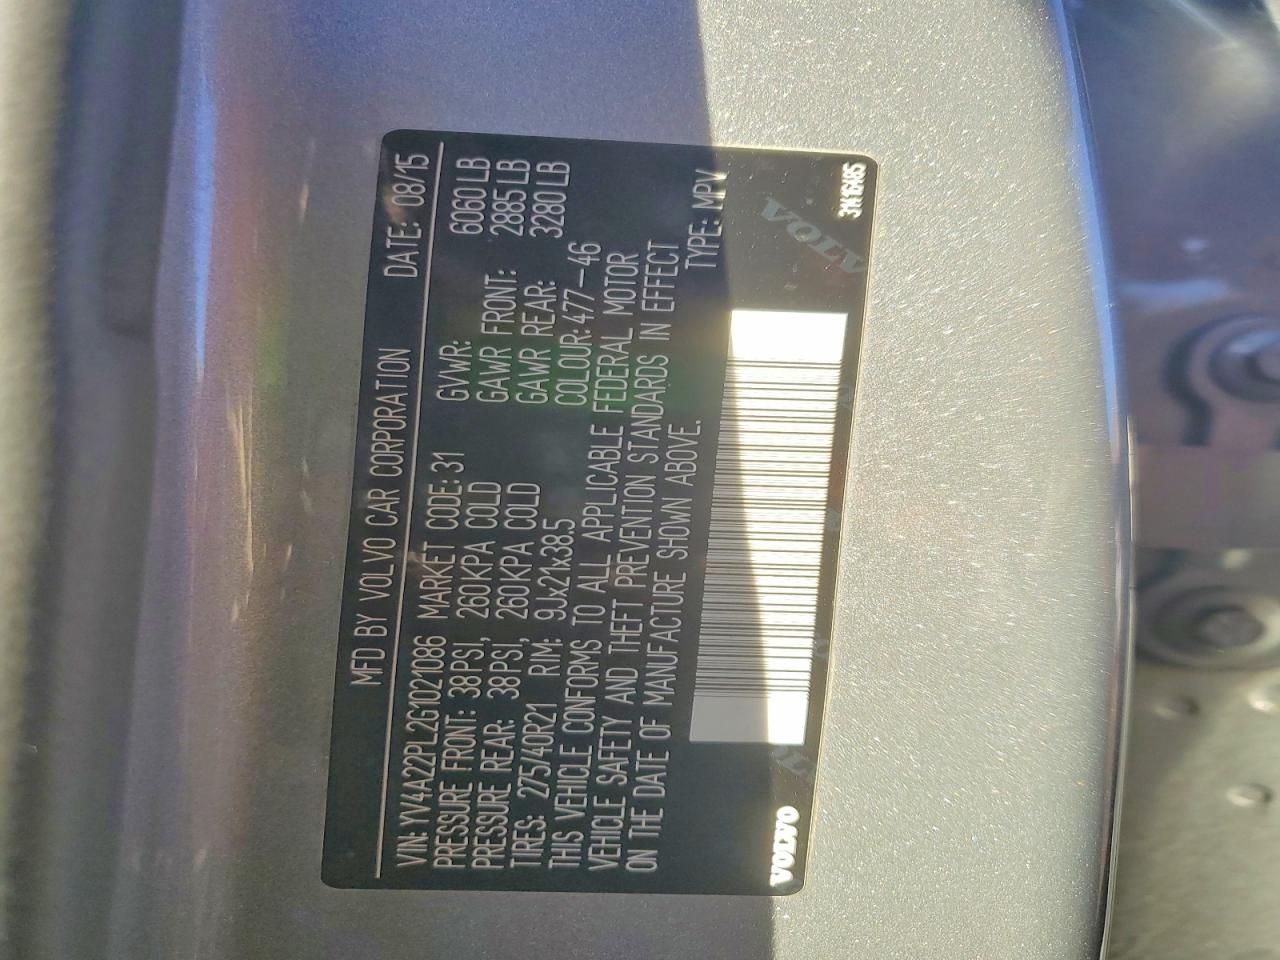 MFD BY VOLVO CAR CORPORATION DATE: 08/15
VIN: YV4A22PL2G1021086 MARKET CODE: 31 GVWR: 6060 LB
PRESSURE FRONT: 38PSI, 260KPA COLD GAWR FRONT: 2885 LB
PRESSURE REAR: 38PSI, 260KPA COLD GAWR REAR: 3280 LB
TIRES: 275/40R21 RIM: 9Jx21x38.5 COLOUR: 477-46
THIS VEHICLE CONFORMS TO ALL APPLICABLE FEDERAL MOTOR
VEHICLE SAFETY AND THEFT PREVENTION STANDARDS IN EFFECT
ON THE DATE OF MANUFACTURE SHOWN ABOVE. TYPE: MPV
VOLV
VOLVO 31416485